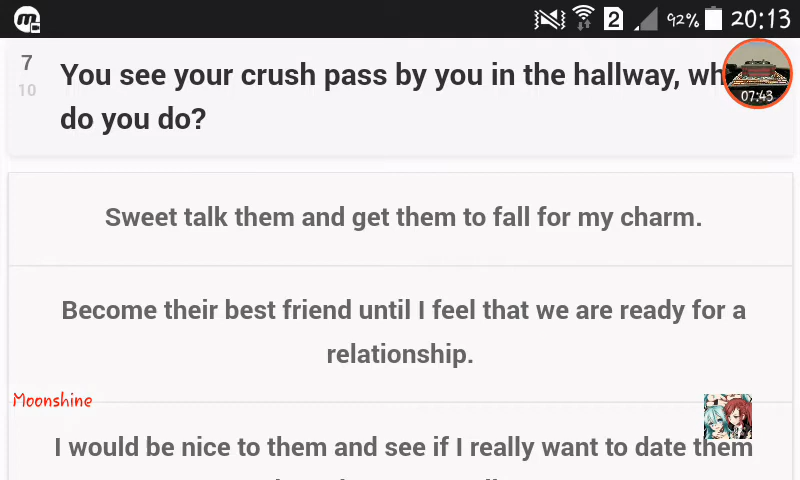 2 92% 20:13
7
10
You see your crush pass by you in the hallway,
do you do?
07:43
Sweet talk them and get them to fall for my charm.
Become their best friend until I feel that we are ready for a
relationship.
Moonshine
I would be nice to them and see if I really want to date them